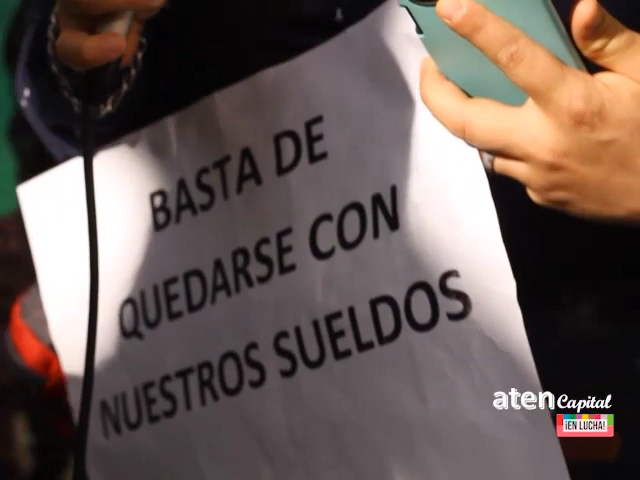 BASTA DE
QUEDARSE CON
NUESTROS SUELDOS
aten Capital
¡EN LUCHA!